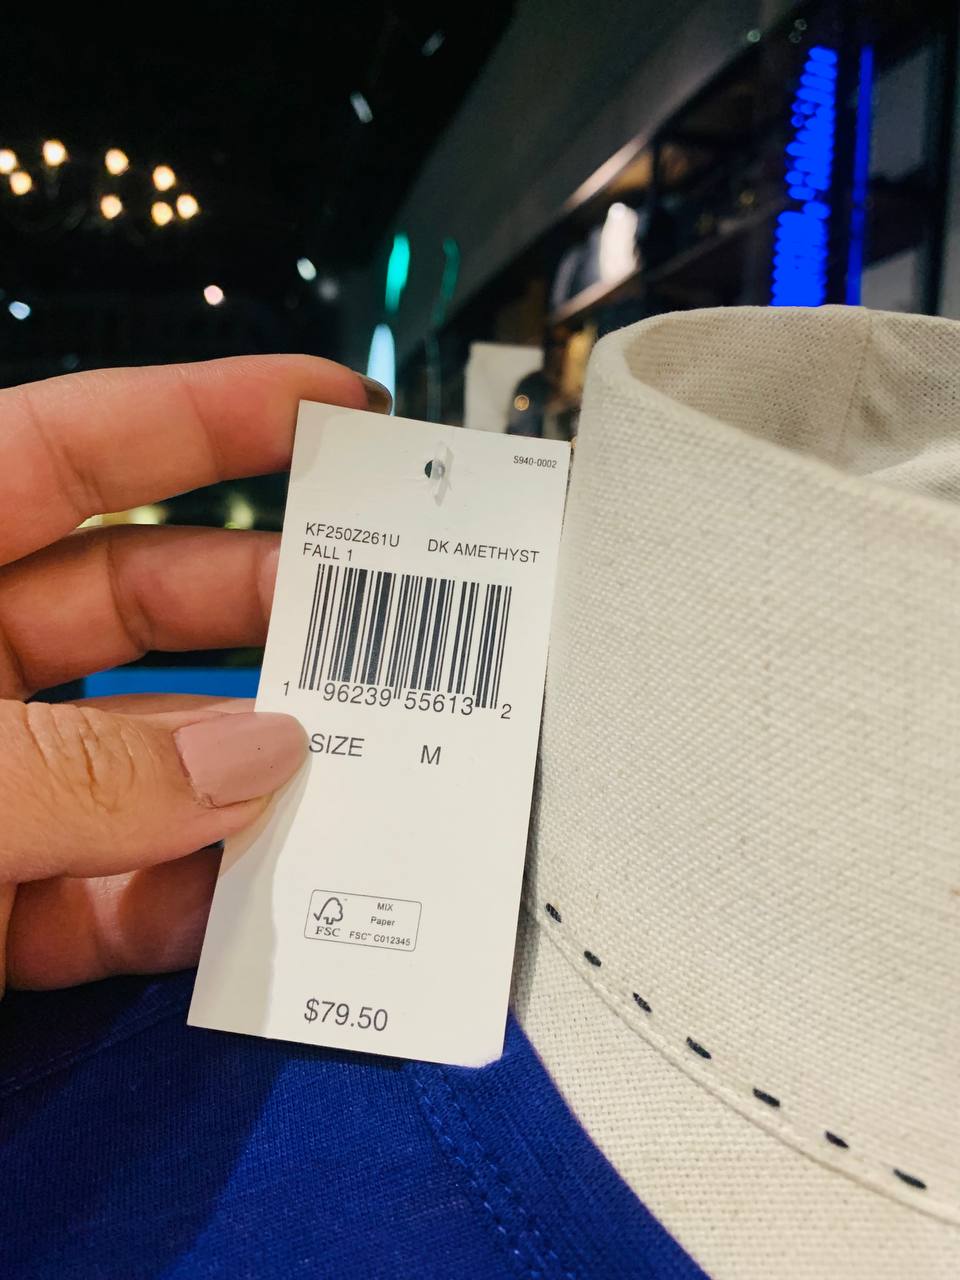 S940-0002
KF250Z261U DK AMETHYST
FALL 1
1 96239 55613 2
SIZE M
MIX
Paper
FSC™ C012345
FSC
$79.50